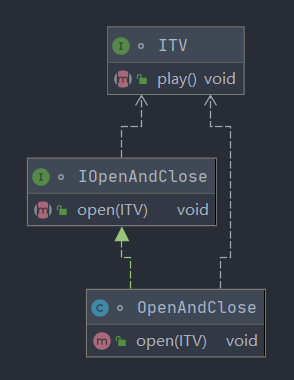 I ITV
m play() void
I IOpenAndClose
m open(ITV) void
C OpenAndClose
m open(ITV) void